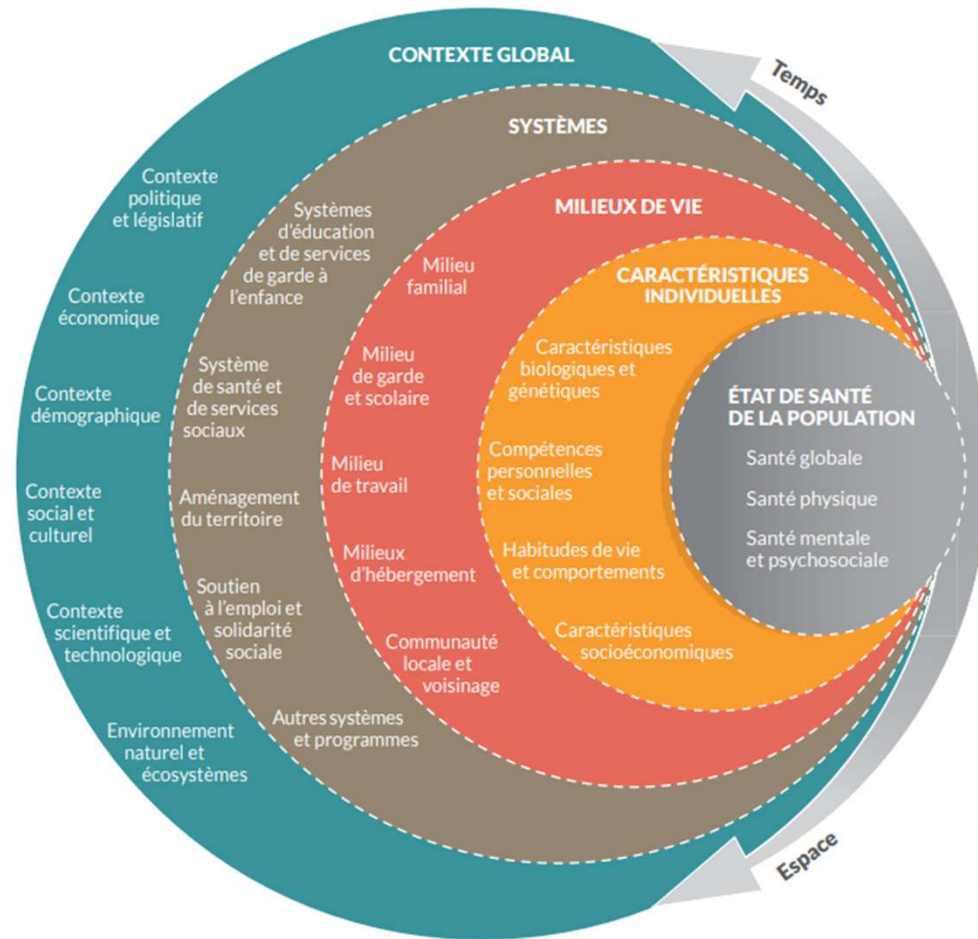 CONTEXTE GLOBAL
Temps
SYSTÈMES
MILIEUX DE VIE
CARACTÉRISTIQUES
INDIVIDUELLES
ÉTAT DE SANTÉ
DE LA POPULATION
Santé globale
Santé physique
Santé mentale
et psychosociale
Contexte
politique
et législatif
Contexte
économique
Contexte
démographique
Contexte
social et
culturel
Contexte
scientifique et
technologique
Environnement
naturel et
écosystèmes
Systèmes
d'éducation
et de services
de garde à
l'enfance
Système
de santé et
de services
sociaux
Aménagement
du territoire
Soutien
à l'emploi et
solidarité
sociale
Autres systèmes
et programmes
Milieu
familial
Milieu
de garde
et scolaire
Milieu
de travail
Milieux
d'hébergement
Communauté
locale et
voisinage
Caractéristiques
biologiques et
génétiques
Compétences
personnelles
et sociales
Habitudes de vie
et comportements
Caractéristiques
socioéconomiques
Espace